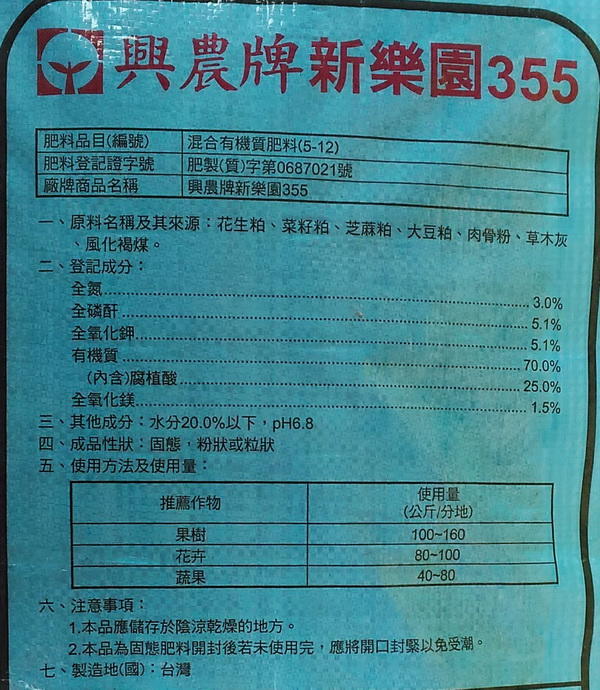 興農牌新樂園355
肥料品目(編號) 混合有機質肥料(5-12)
肥料登記證字號 肥製(質)字第0687021號
廠牌商品名稱 興農牌新樂園355
一、原料名稱及其來源：花生粕、菜籽粕、芝蔴粕、大豆粕、肉骨粉、草木灰
、風化褐煤。
二、登記成分：
全氮 3.0%
全磷酐 5.1%
全氧化鉀 5.1%
有機質 70.0%
(內含)腐植酸 25.0%
全氧化鎂 1.5%
三、其他成分：水分20.0%以下，pH6.8
四、成品性狀：固態，粉狀或粒狀
五、使用方法及使用量：
推薦作物 使用量
(公斤/分地)
果樹 100~160
花卉 80~100
蔬果 40~80
六、注意事項：
1.本品應儲存於陰涼乾燥的地方。
2.本品為固態肥料開封後若未使用完，應將開口封緊以免受潮。
七、製造地(國)：台灣